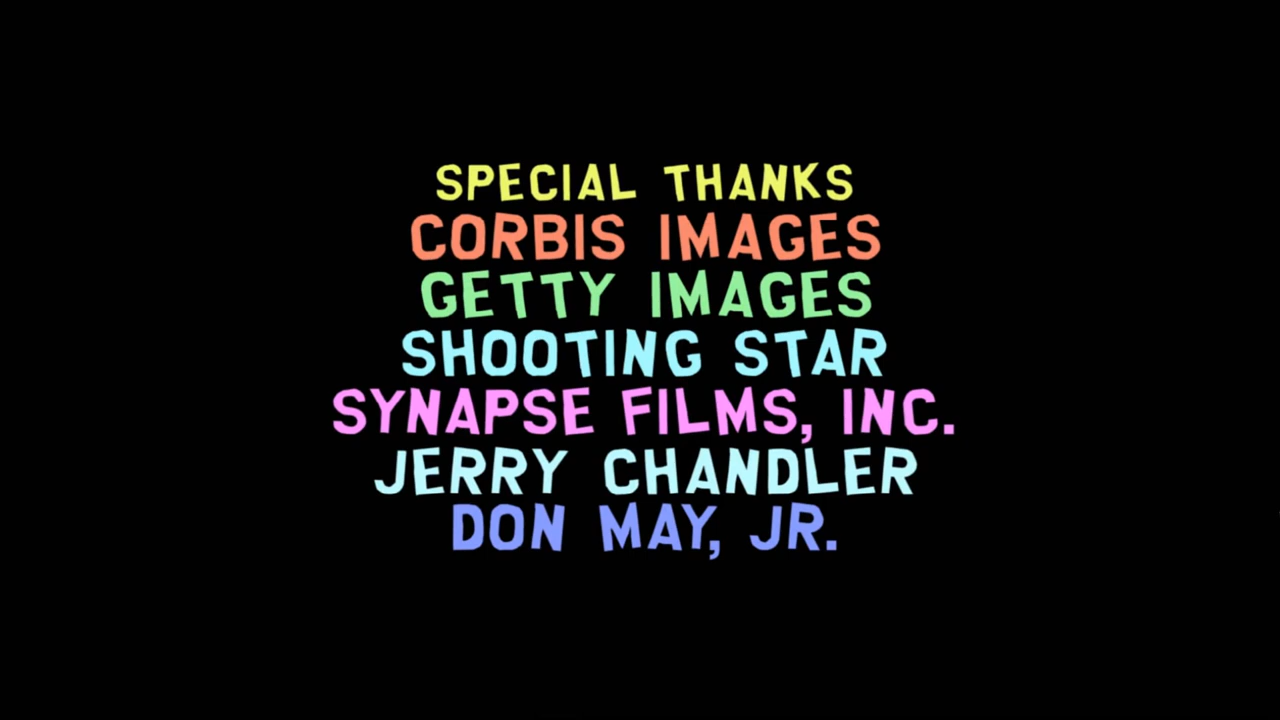 SPECIAL THANKS
CORBIS IMAGES
GETTY IMAGES
SHOOTING STAR
SYNAPSE FILMS, INC.
JERRY CHANDLER
DON MAY, JR.